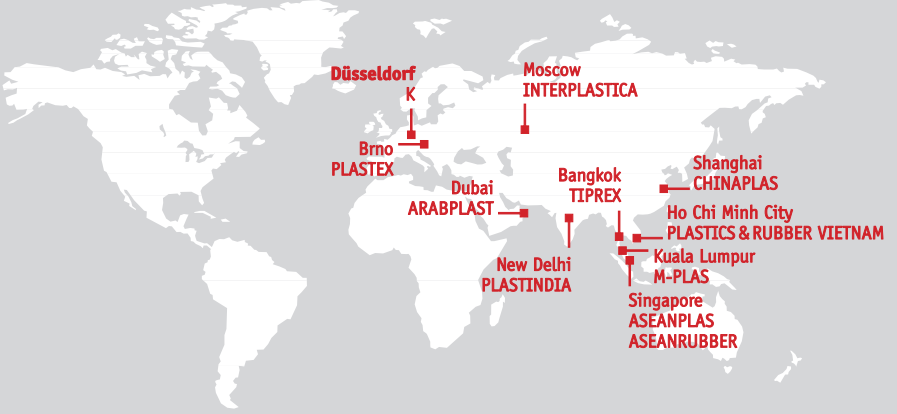 Düsseldorf
K
Moscow
INTERPLASTICA
Brno
PLASTEX
Dubai
ARABPLAST
Bangkok
TIPREX
Shanghai
CHINAPLAS
Ho Chi Minh City
PLASTICS & RUBBER VIETNAM
Kuala Lumpur
M-PLAS
New Delhi
PLASTINDIA
Singapore
ASEANPLAS
ASEANRUBBER